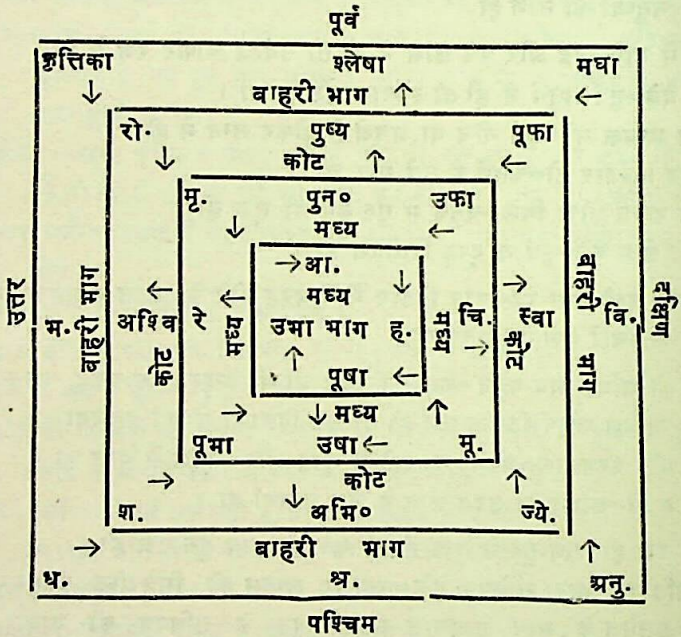 पूर्व
कृत्तिका श्लेषा मघा
↓ बाहरी भाग ↑ ←
रो. पुष्य पूफा
↓ कोट ↑ ←
मृ. पुन० उफा
↓ मध्य ←
→ आ. ↓
← ← मध्य →
उत्तर भ. बाहरी भाग अश्वि कोट रे मध्य उभा भाग ह. मध्य चि. स्वा कोट बाहरी भाग वि. दक्षिण
↑ →
पूषा ←
→ ↓ मध्य ↑
पूभा उषा ← मू.
→ कोट ↑
श. ↓ अभि० ज्ये.
→ बाहरी भाग ↑
ध. श्र. अनु.
पश्चिम